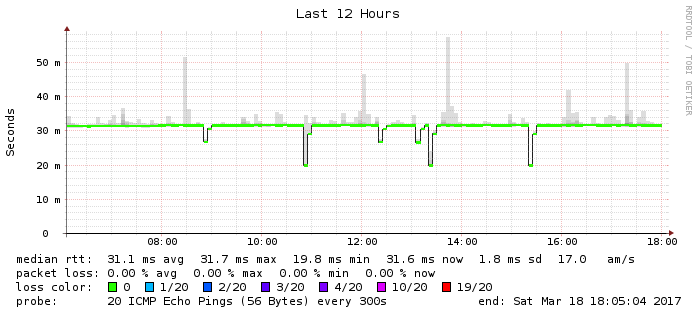 Last 12 Hours
RRDTOOL / TOBI OETIKER
Seconds
50 m
40 m
30 m
20 m
10 m
0
08:00 10:00 12:00 14:00 16:00 18:00
median rtt: 31.1 ms avg 31.7 ms max 19.8 ms min 31.6 ms now 1.8 ms sd 17.0 am/s
packet loss: 0.00 % avg 0.00 % max 0.00 % min 0.00 % now
loss color: 0 1/20 2/20 3/20 4/20 10/20 19/20
probe: 20 ICMP Echo Pings (56 Bytes) every 300s end: Sat Mar 18 18:05:04 2017